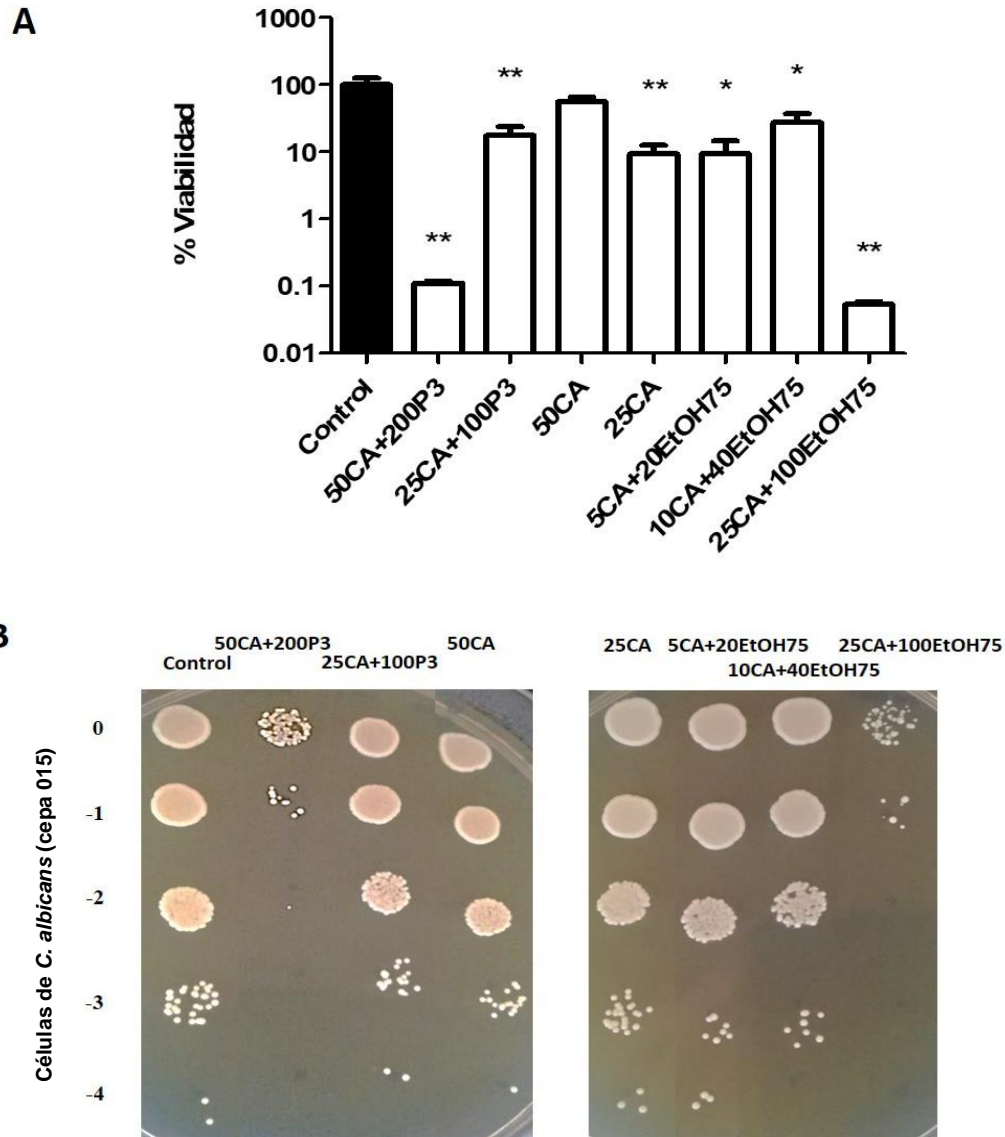 A
1000
100
10
1
0.1
0.01
% Viabilidad
**
**
**
*
*
**
Control
50CA+200P3
25CA+100P3
50CA
25CA
5CA+20EtOH75
10CA+40EtOH75
25CA+100EtOH75
B
50CA+200P3 50CA
Control 25CA+100P3
25CA 5CA+20EtOH75 25CA+100EtOH75
10CA+40EtOH75
Células de C. albicans (cepa 015)
0
-1
-2
-3
-4